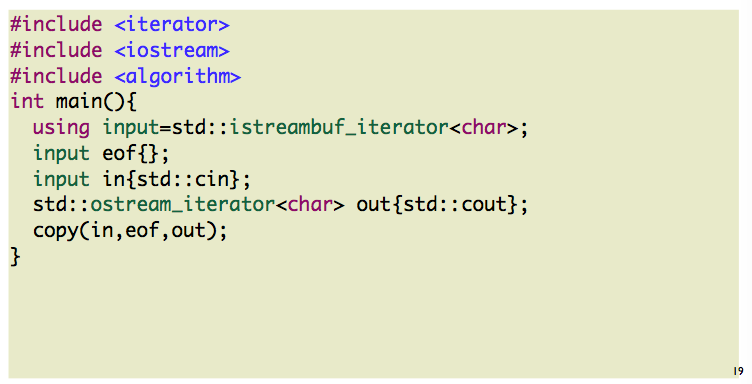 #include <iterator>
#include <iostream>
#include <algorithm>
int main(){
  using input=std::istreambuf_iterator<char>;
  input eof{};
  input in{std::cin};
  std::ostream_iterator<char> out{std::cout};
  copy(in,eof,out);
}
19